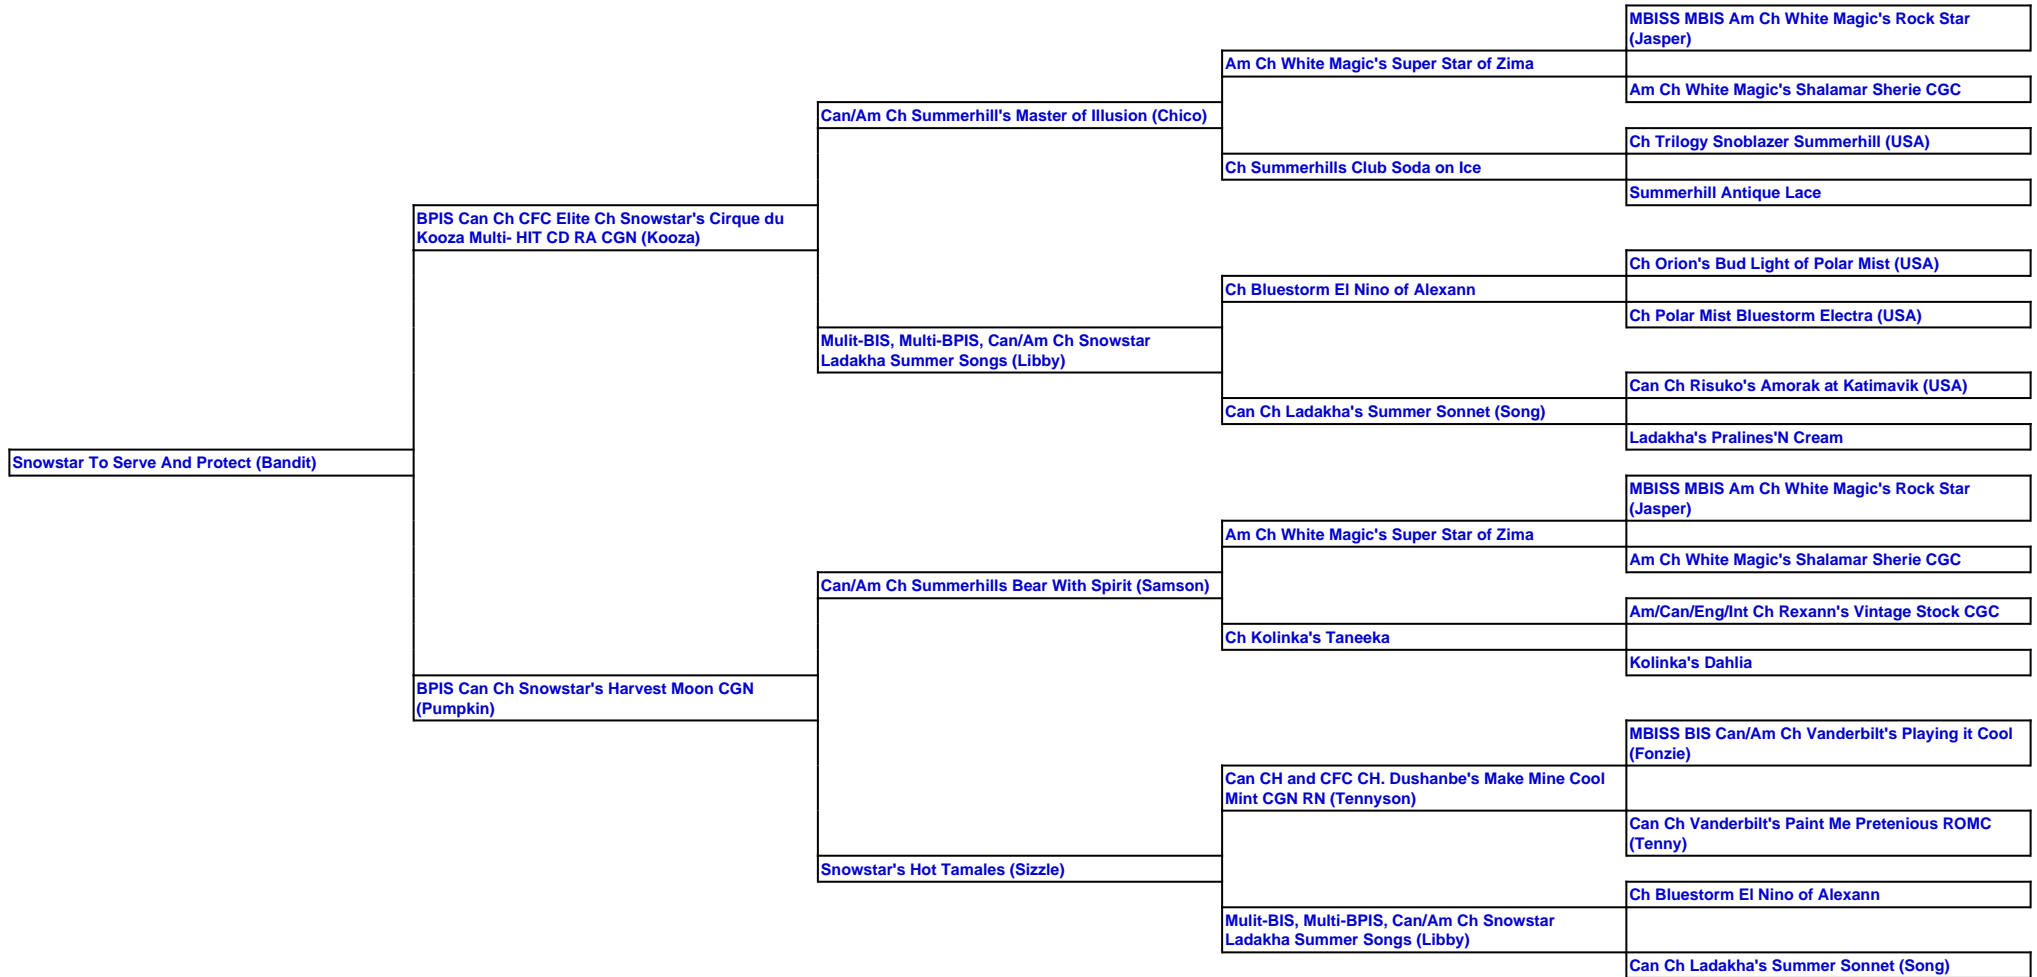 MBISS MBIS Am Ch White Magic's Rock Star
(Jasper)
Am Ch White Magic's Super Star of Zima
Am Ch White Magic's Shalamar Sherie CGC
Can/Am Ch Summerhill's Master of Illusion (Chico)
Ch Trilogy Snoblazer Summerhill (USA)
Ch Summerhills Club Soda on Ice
Summerhill Antique Lace
BPIS Can Ch CFC Elite Ch Snowstar's Cirque du
Kooza Multi- HIT CD RA CGN (Kooza)
Ch Orion's Bud Light of Polar Mist (USA)
Ch Bluestorm El Nino of Alexann
Ch Polar Mist Bluestorm Electra (USA)
Mulit-BIS, Multi-BPIS, Can/Am Ch Snowstar
Ladakha Summer Songs (Libby)
Can Ch Risuko's Amorak at Katimavik (USA)
Can Ch Ladakha's Summer Sonnet (Song)
Ladakha's Pralines'N Cream
Snowstar To Serve And Protect (Bandit)
MBISS MBIS Am Ch White Magic's Rock Star
(Jasper)
Am Ch White Magic's Super Star of Zima
Am Ch White Magic's Shalamar Sherie CGC
Can/Am Ch Summerhills Bear With Spirit (Samson)
Am/Can/Eng/Int Ch Rexann's Vintage Stock CGC
Ch Kolinka's Taneeka
Kolinka's Dahlia
BPIS Can Ch Snowstar's Harvest Moon CGN
(Pumpkin)
MBISS BIS Can/Am Ch Vanderbilt's Playing it Cool
(Fonzie)
Can CH and CFC CH. Dushanbe's Make Mine Cool
Mint CGN RN (Tennyson)
Can Ch Vanderbilt's Paint Me Pretenious ROMC
(Tenny)
Snowstar's Hot Tamales (Sizzle)
Ch Bluestorm El Nino of Alexann
Mulit-BIS, Multi-BPIS, Can/Am Ch Snowstar
Ladakha Summer Songs (Libby)
Can Ch Ladakha's Summer Sonnet (Song)